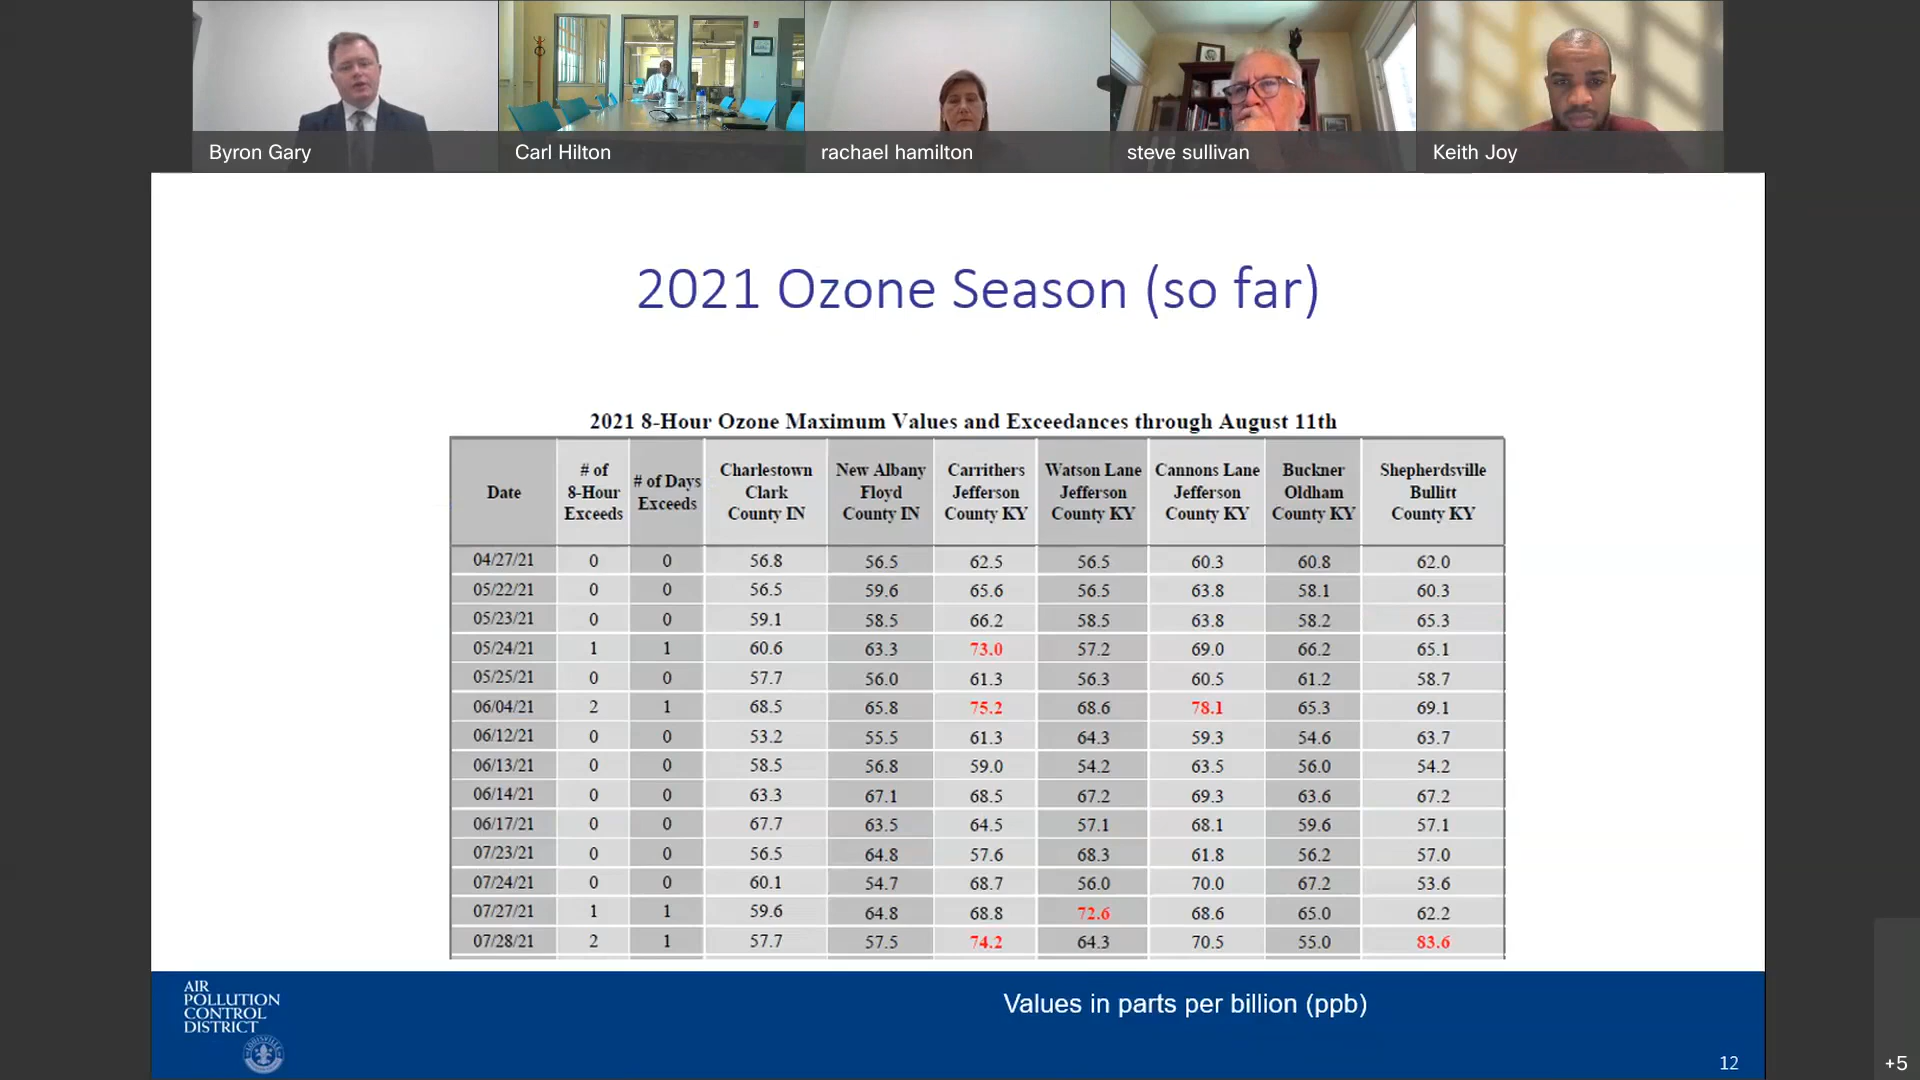 Byron Gary
Carl Hilton
rachael hamilton
steve sullivan
Keith Joy
2021 Ozone Season (so far)
2021 8-Hour Ozone Maximum Values and Exceedances through August 11th
Date # of 8-Hour Exceeds # of Days Exceeds Charlestown Clark County IN New Albany Floyd County IN Carrithers Jefferson County KY Watson Lane Jefferson County KY Cannons Lane Jefferson County KY Buckner Oldham County KY Shepherdsville Bullitt County KY
04/27/21 0 0 56.8 56.5 62.5 56.5 60.3 60.8 62.0
05/22/21 0 0 56.5 59.6 65.6 56.5 63.8 58.1 60.3
05/23/21 0 0 59.1 58.5 66.2 58.5 63.8 58.2 65.3
05/24/21 1 1 60.6 63.3 73.0 57.2 69.0 66.2 65.1
05/25/21 0 0 57.7 56.0 61.3 56.3 60.5 61.2 58.7
06/04/21 2 1 68.5 65.8 75.2 68.6 78.1 65.3 69.1
06/12/21 0 0 53.2 55.5 61.3 64.3 59.3 54.6 63.7
06/13/21 0 0 58.5 56.8 59.0 54.2 63.5 56.0 54.2
06/14/21 0 0 63.3 67.1 68.5 67.2 69.3 63.6 67.2
06/17/21 0 0 67.7 63.5 64.5 57.1 68.1 59.6 57.1
07/23/21 0 0 56.5 64.8 57.6 68.3 61.8 56.2 57.0
07/24/21 0 0 60.1 54.7 68.7 56.0 70.0 67.2 53.6
07/27/21 1 1 59.6 64.8 68.8 72.6 68.6 65.0 62.2
07/28/21 2 1 57.7 57.5 74.2 64.3 70.5 55.0 83.6
AIR
POLLUTION
CONTROL
DISTRICT
LOUISVILLE
Values in parts per billion (ppb)
12
+5